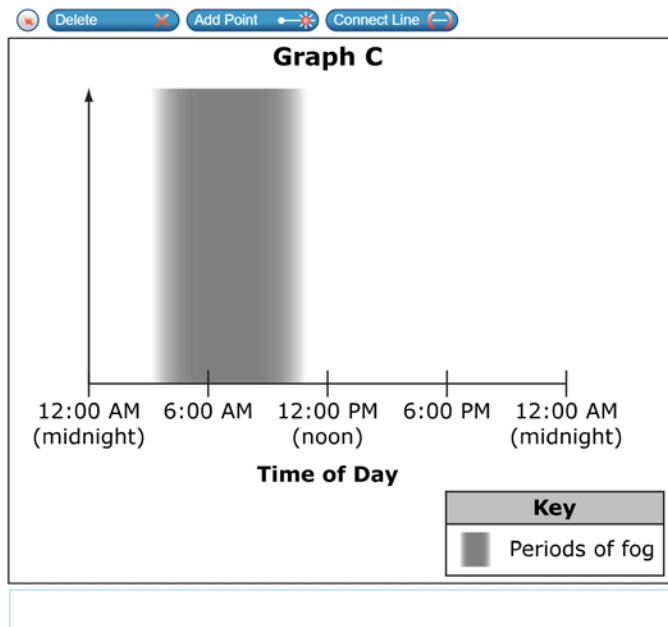 Delete Add Point Connect Line
Graph C
12:00 AM 6:00 AM 12:00 PM 6:00 PM 12:00 AM
(midnight) (noon) (midnight)
Time of Day
Key
Periods of fog